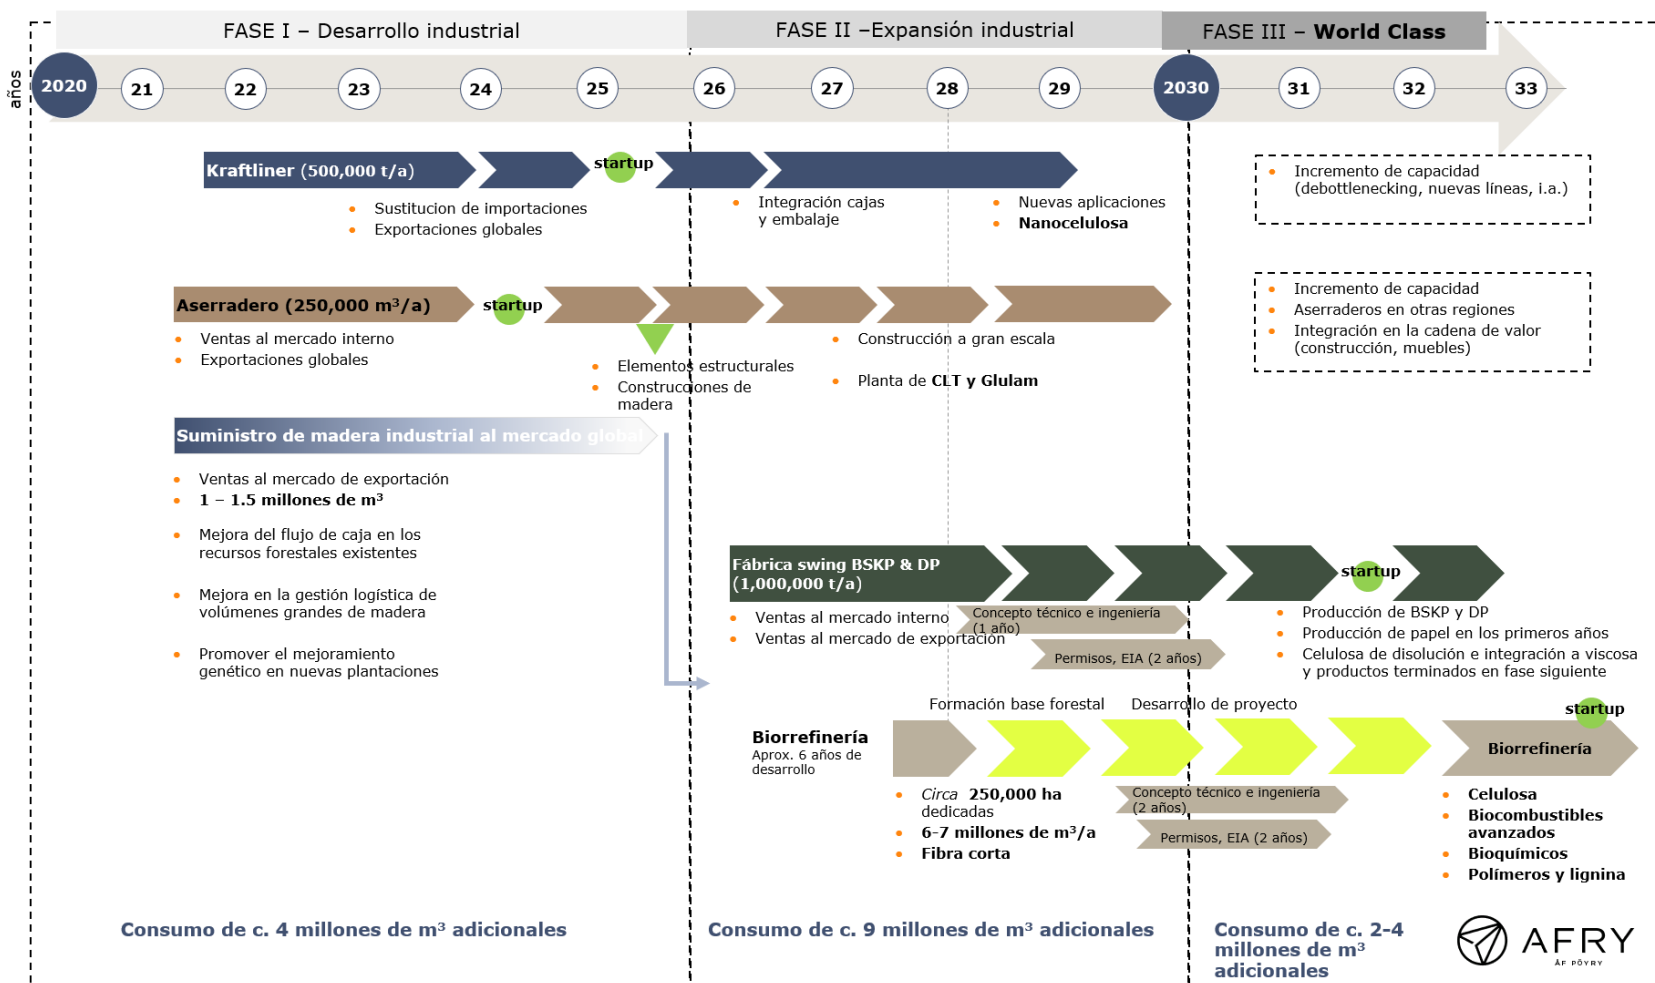 FASE I – Desarrollo industrial
FASE II –Expansión industrial
FASE III – World Class
años
2020
21
22
23
24
25
26
27
28
29
2030
31
32
33
Kraftliner (500,000 t/a)
startup
Sustitucion de importaciones
Exportaciones globales
Integración cajas
y embalaje
Nuevas aplicaciones
Nanocelulosa
Incremento de capacidad
(debottlenecking, nuevas líneas, i.a.)
Aserradero (250,000 m³/a)
startup
Ventas al mercado interno
Exportaciones globales
Elementos estructurales
Construcciones de
madera
Construcción a gran escala
Planta de CLT y Glulam
Incremento de capacidad
Aserraderos en otras regiones
Integración en la cadena de valor
(construcción, muebles)
Suministro de madera industrial al mercado global
Ventas al mercado de exportación
1 – 1.5 millones de m³
Mejora del flujo de caja en los
recursos forestales existentes
Mejora en la gestión logística de
volúmenes grandes de madera
Promover el mejoramiento
genético en nuevas plantaciones
Fábrica swing BSKP & DP
(1,000,000 t/a)
startup
Ventas al mercado interno
Ventas al mercado de exportación
Concepto técnico e ingeniería
(1 año)
Permisos, EIA (2 años)
Producción de BSKP y DP
Producción de papel en los primeros años
Celulosa de disolución e integración a viscosa
y productos terminados en fase siguiente
Formación base forestal
Desarrollo de proyecto
startup
Biorrefinería
Aprox. 6 años de
desarrollo
Biorrefinería
Circa 250,000 ha
dedicadas
6-7 millones de m³/a
Fibra corta
Concepto técnico e ingeniería
(2 años)
Permisos, EIA (2 años)
Celulosa
Biocombustibles
avanzados
Bioquímicos
Polímeros y lignina
Consumo de c. 4 millones de m³ adicionales
Consumo de c. 9 millones de m³ adicionales
Consumo de c. 2-4
millones de m³
adicionales
AFRY
ÅF PÖYRY